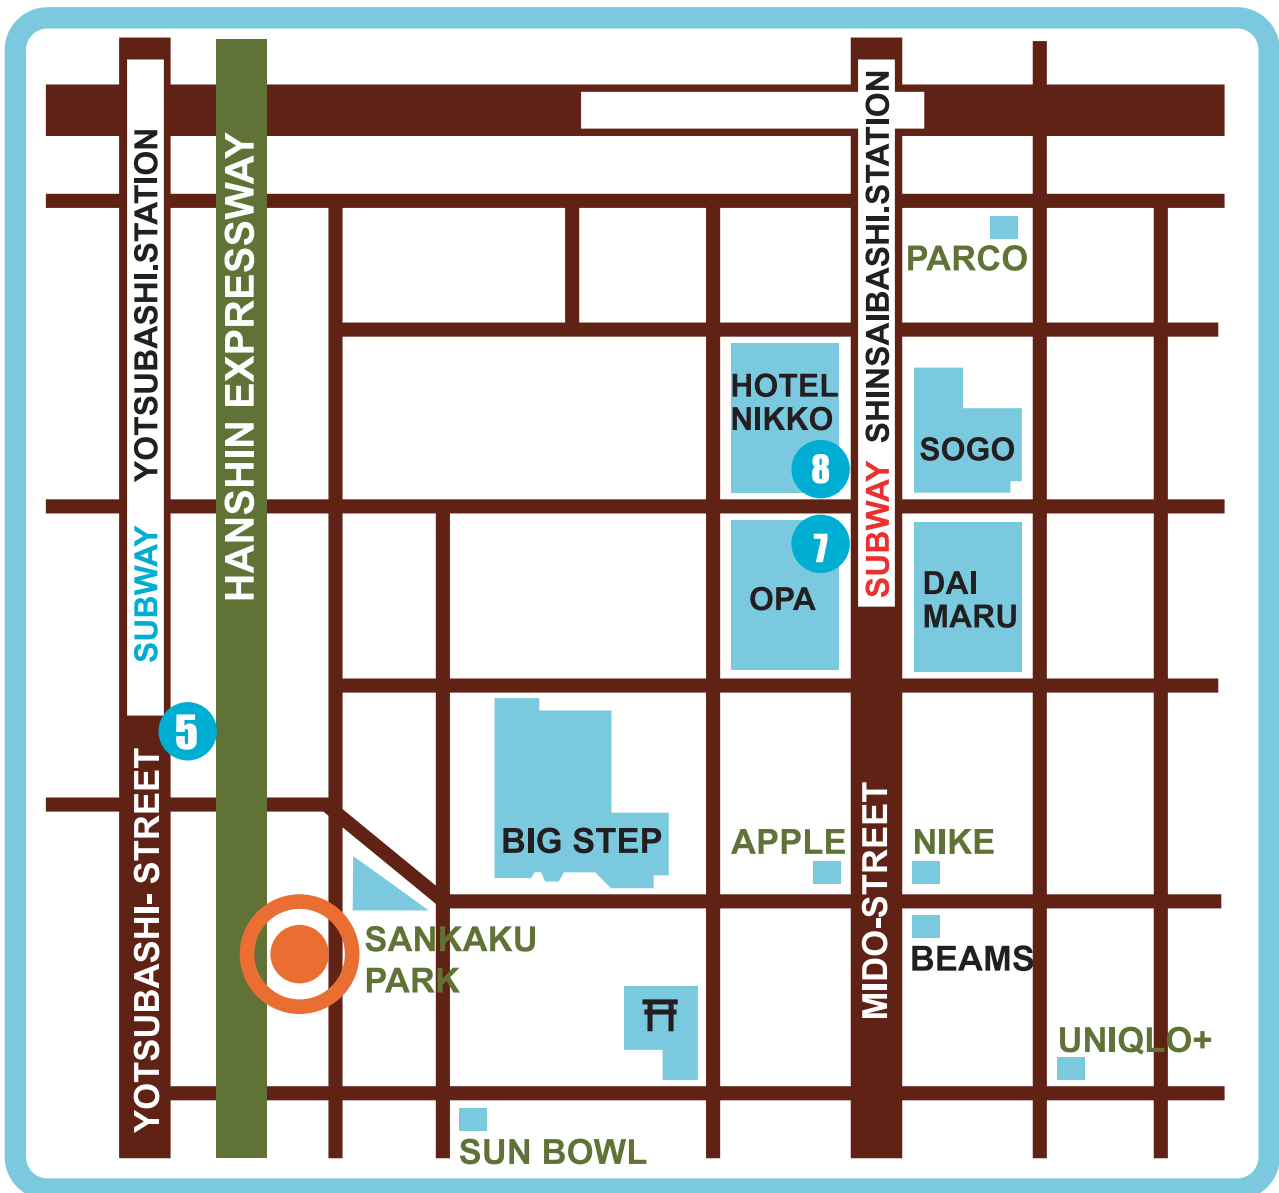 YOTSUBASHI.STATION
SUBWAY
YOTSUBASHI- STREET
HANSHIN EXPRESSWAY
SHINSAIBASHI.STATION
SUBWAY
MIDO-STREET
PARCO
HOTEL
NIKKO
8
SOGO
7
OPA
DAI
MARU
5
BIG STEP
APPLE
NIKE
SANKAKU
PARK
BEAMS
UNIQLO+
SUN BOWL